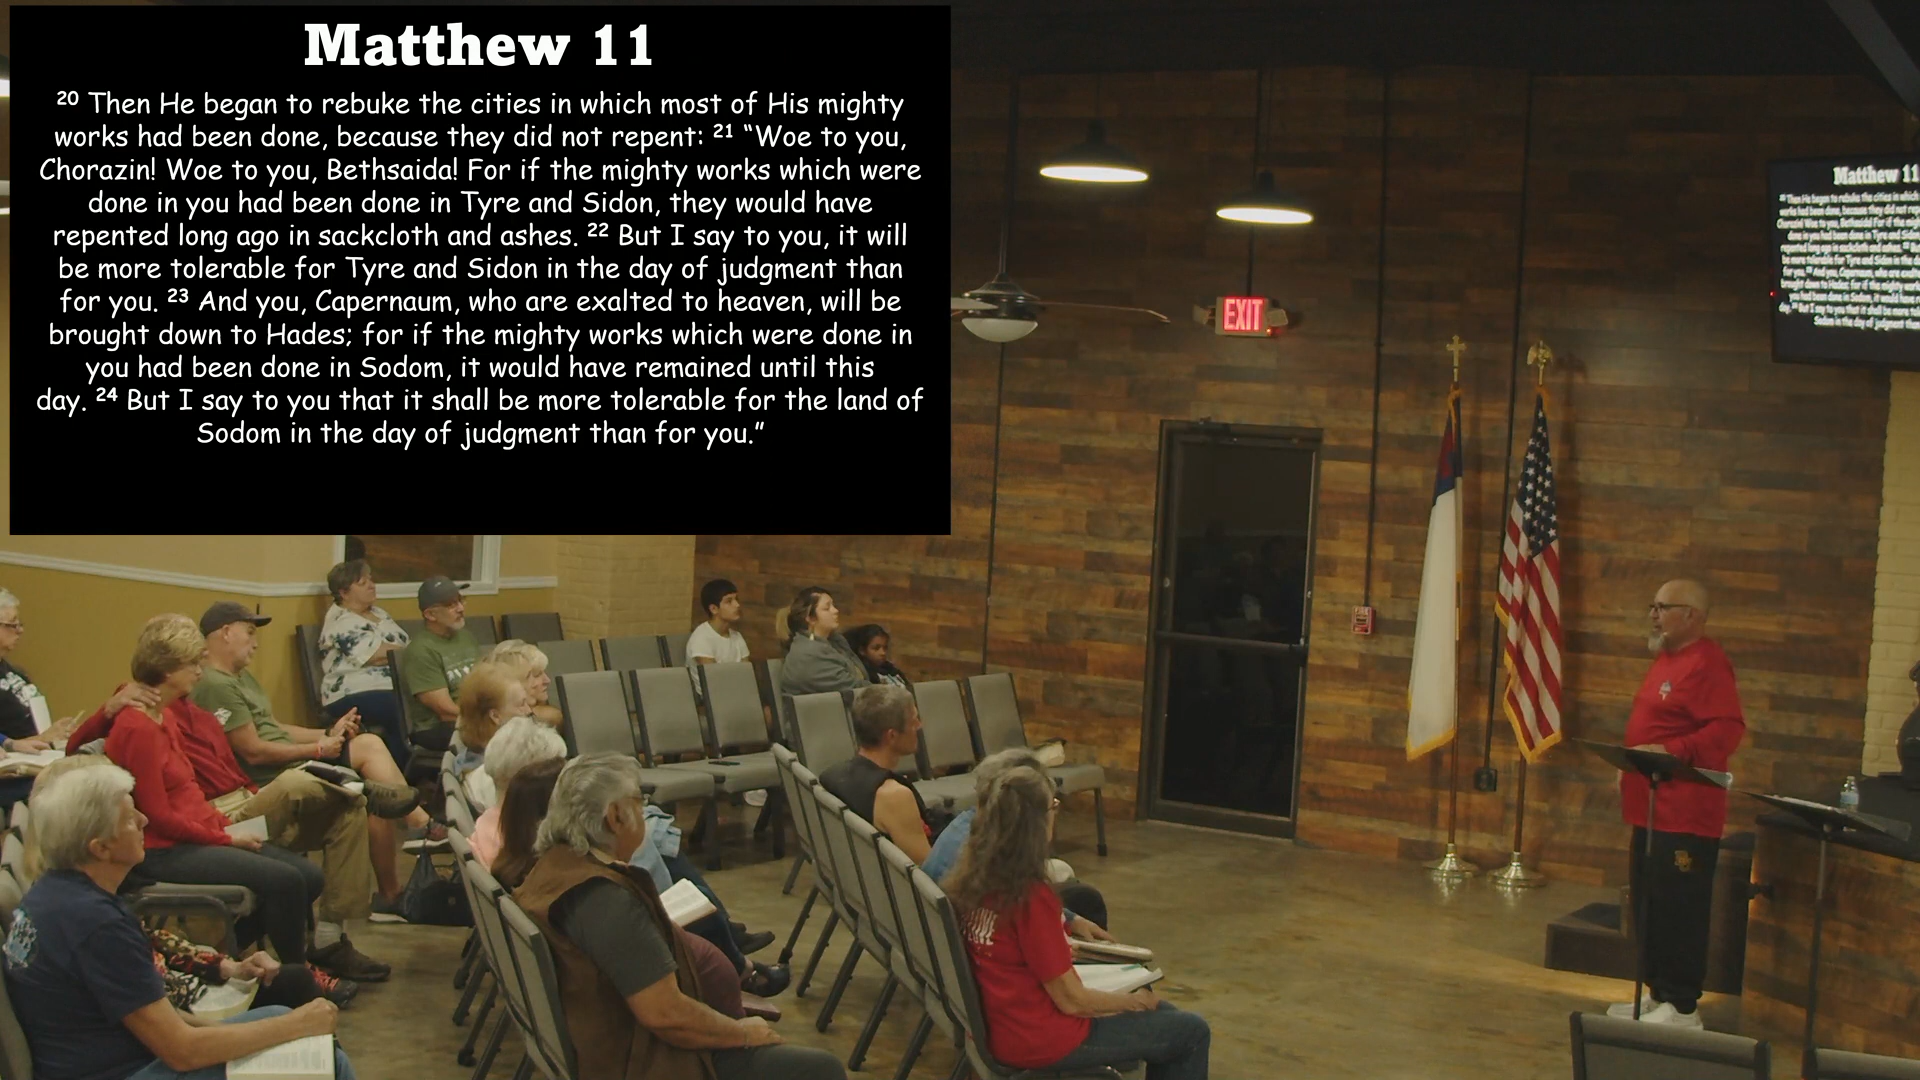 Matthew 11
²⁰ Then He began to rebuke the cities in which most of His mighty
works had been done, because they did not repent: ²¹ “Woe to you,
Chorazin! Woe to you, Bethsaida! For if the mighty works which were
done in you had been done in Tyre and Sidon, they would have
repented long ago in sackcloth and ashes. ²² But I say to you, it will
be more tolerable for Tyre and Sidon in the day of judgment than
for you. ²³ And you, Capernaum, who are exalted to heaven, will be
brought down to Hades; for if the mighty works which were done in
you had been done in Sodom, it would have remained until this
day. ²⁴ But I say to you that it shall be more tolerable for the land of
Sodom in the day of judgment than for you.”
EXIT
Matthew 11